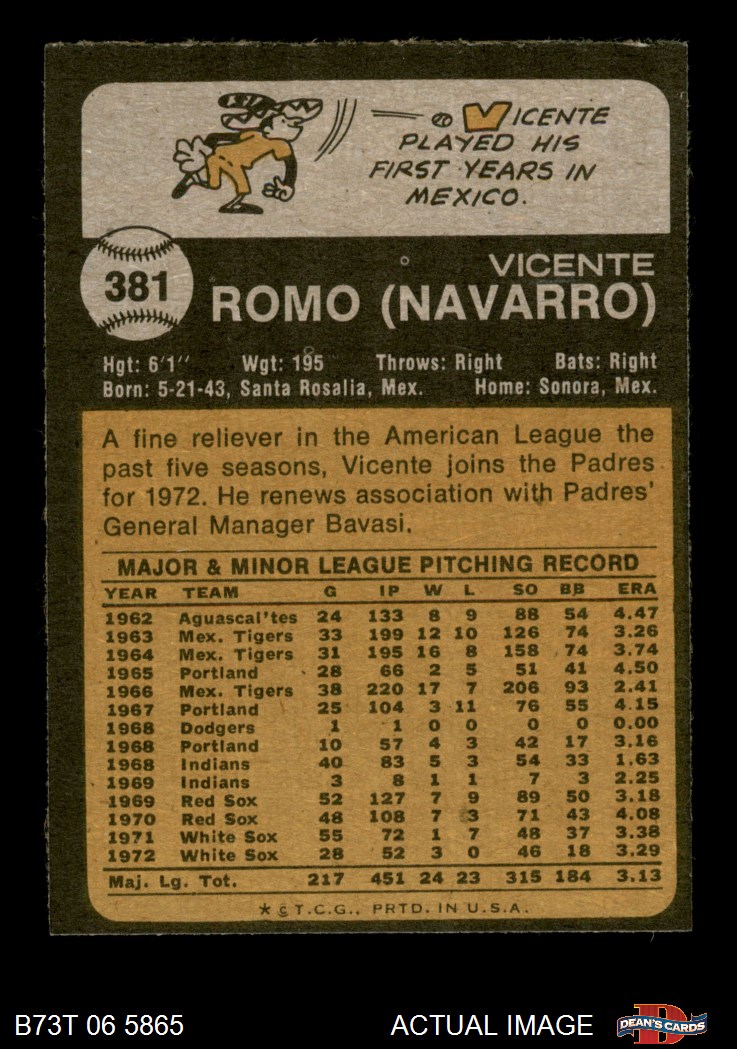 VICENTE
PLAYED HIS
FIRST YEARS IN
MEXICO.
381
VICENTE
ROMO (NAVARRO)
Hgt: 6'1" Wgt: 195 Throws: Right Bats: Right
Born: 5-21-43, Santa Rosalia, Mex. Home: Sonora, Mex.
A fine reliever in the American League the
past five seasons, Vicente joins the Padres
for 1972. He renews association with Padres'
General Manager Bavasi.
MAJOR & MINOR LEAGUE PITCHING RECORD
YEAR TEAM G IP W L SO BB ERA
1962 Aguascal'tes 24 133 8 9 88 54 4.47
1963 Mex. Tigers 33 199 12 10 126 74 3.26
1964 Mex. Tigers 31 195 16 8 158 74 3.74
1965 Portland 28 66 2 5 51 41 4.50
1966 Mex. Tigers 38 220 17 7 206 93 2.41
1967 Portland 25 104 3 11 76 55 4.15
1968 Dodgers 1 1 0 0 0 0 0.00
1968 Portland 10 57 4 3 42 17 3.16
1968 Indians 40 83 5 3 54 33 1.63
1969 Indians 3 8 1 1 7 3 2.25
1969 Red Sox 52 127 7 9 89 50 3.18
1970 Red Sox 48 108 7 3 71 43 4.08
1971 White Sox 55 72 1 7 48 37 3.38
1972 White Sox 28 52 3 0 46 18 3.29
Maj. Lg. Tot. 217 451 24 23 315 184 3.13
* © T.C.G., PRTD. IN U.S.A.
B73T 06 5865 ACTUAL IMAGE D DEAN'S CARDS